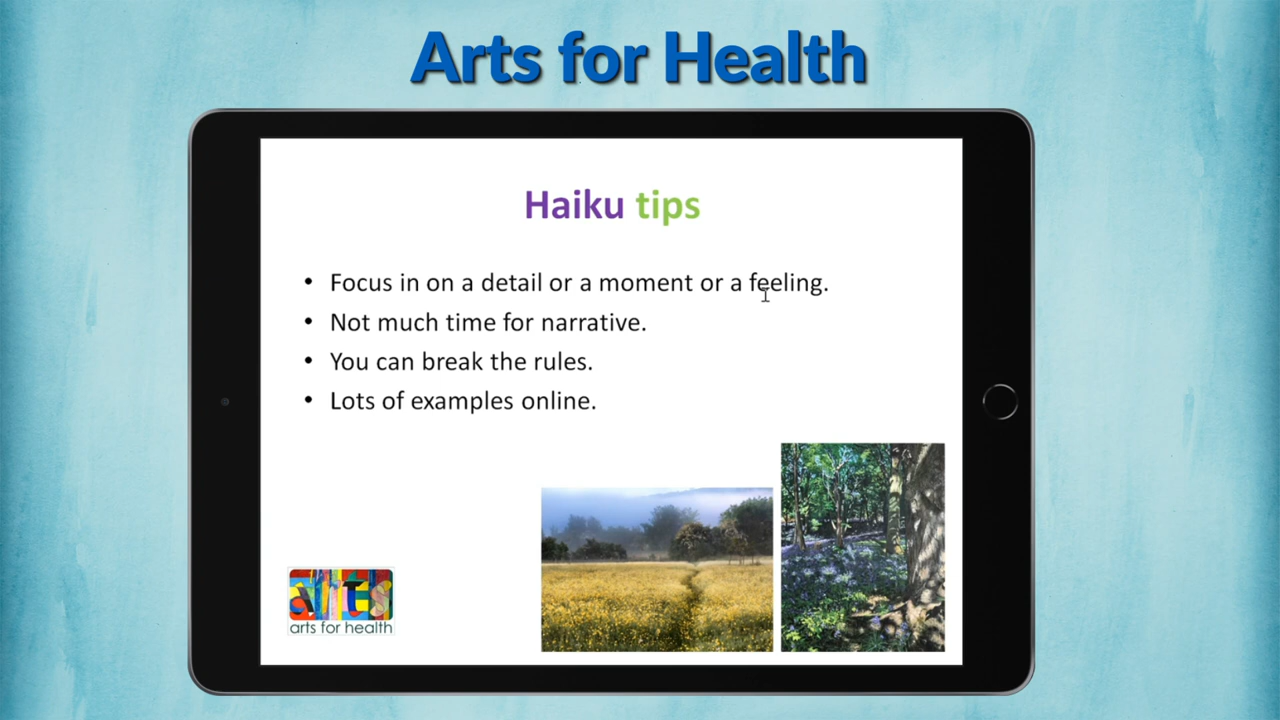 Arts for Health
Haiku tips
• Focus in on a detail or a moment or a feeling.
• Not much time for narrative.
• You can break the rules.
• Lots of examples online.
arts
arts for health